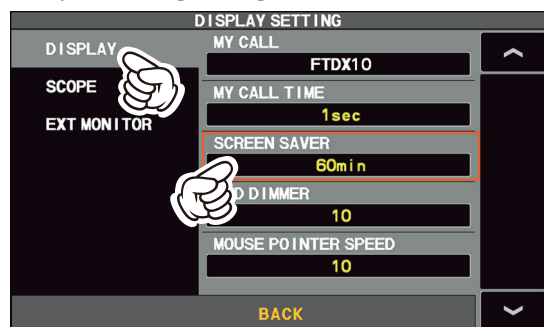 DISPLAY SETTING
DISPLAY
SCOPE
EXT MONITOR
MY CALL
FTDX10
MY CALL TIME
1sec
SCREEN SAVER
60min
DIMMER
10
MOUSE POINTER SPEED
10
BACK